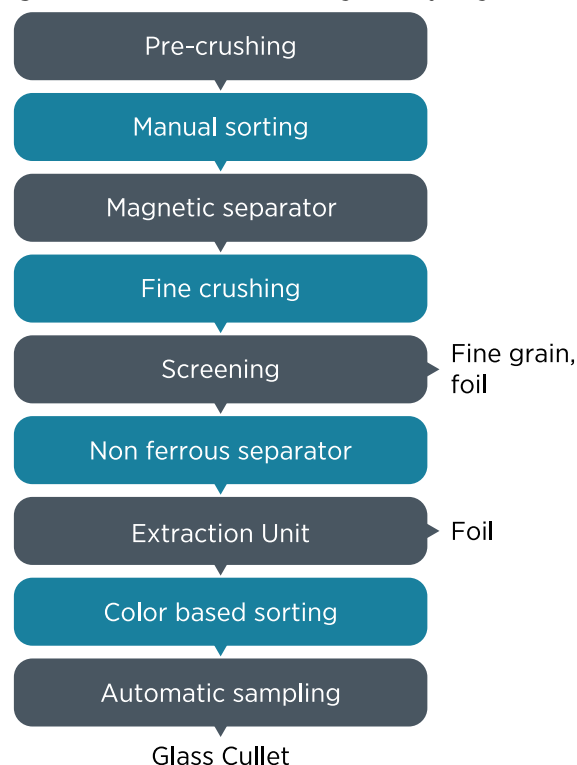 Pre-crushing
Manual sorting
Magnetic separator
Fine crushing
Screening
Fine grain,
foil
Non ferrous separator
Extraction Unit
Foil
Color based sorting
Automatic sampling
Glass Cullet